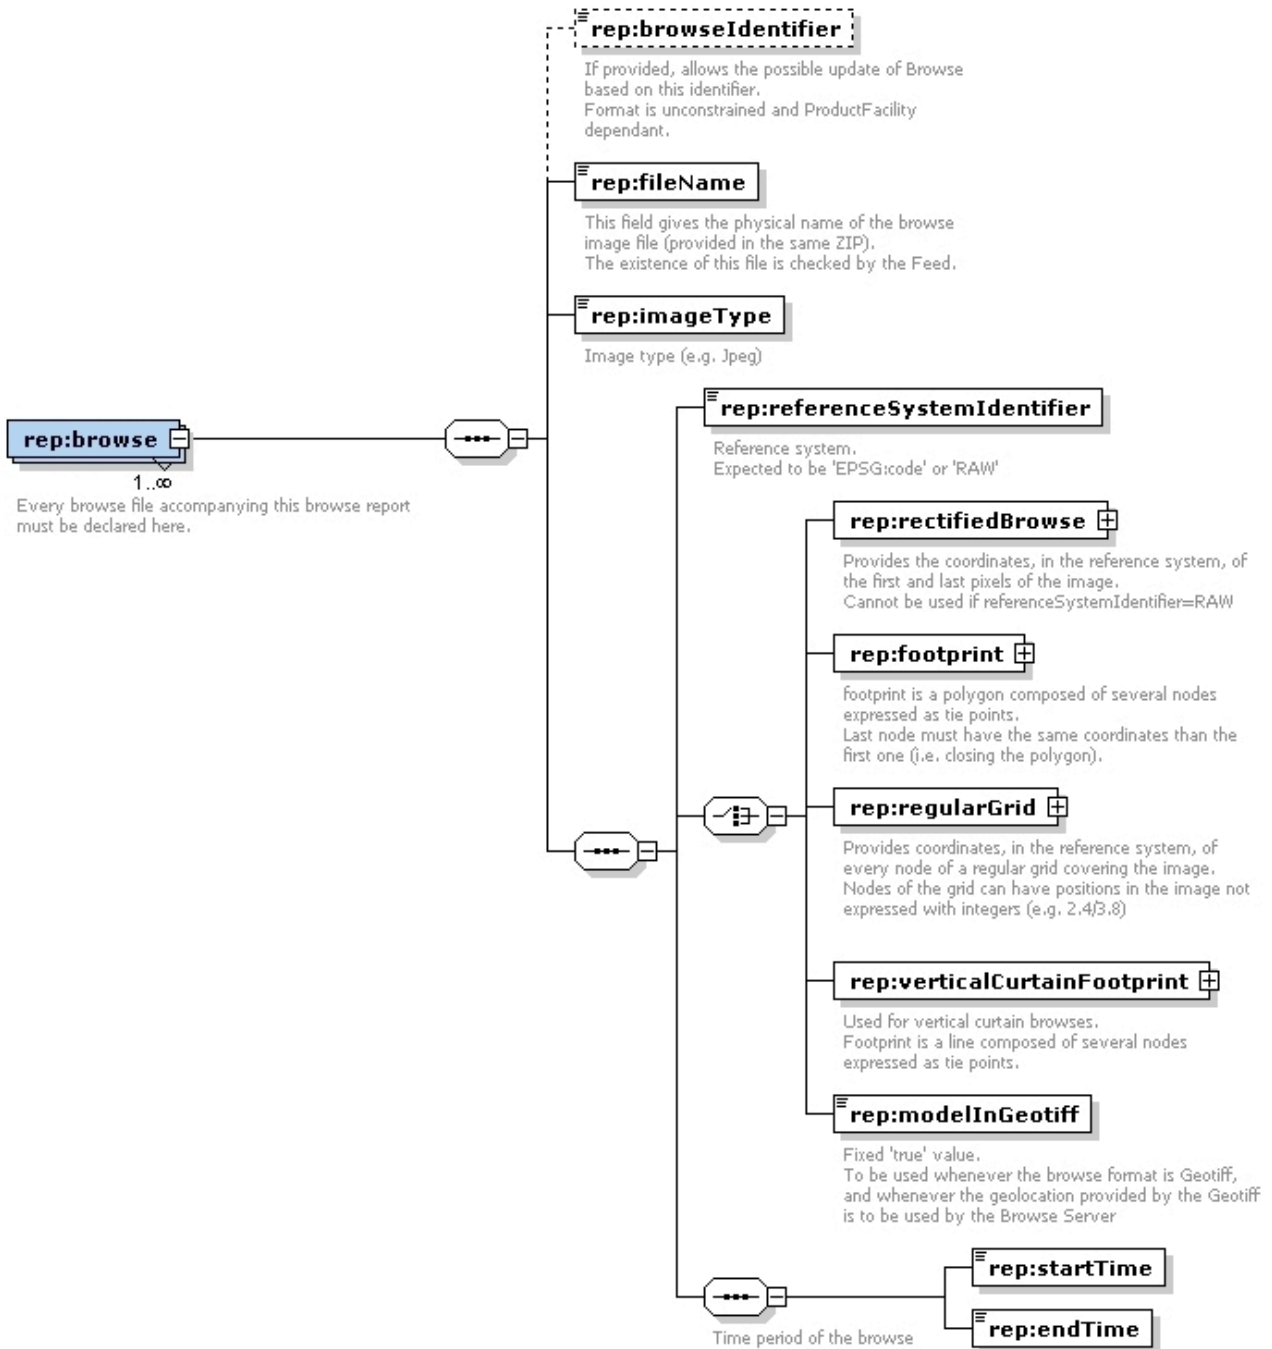 rep:browseIdentifier
If provided, allows the possible update of Browse
based on this identifier.
Format is unconstrained and ProductFacility
dependant.
rep:fileName
This field gives the physical name of the browse
image file (provided in the same ZIP).
The existence of this file is checked by the Feed.
rep:imageType
Image type (e.g. Jpeg)
rep:browse
1..∞
Every browse file accompanying this browse report
must be declared here.
rep:referenceSystemIdentifier
Reference system.
Expected to be 'EPSG:code' or 'RAW'
rep:rectifiedBrowse
Provides the coordinates, in the reference system, of
the first and last pixels of the image.
Cannot be used if referenceSystemIdentifier=RAW
rep:footprint
footprint is a polygon composed of several nodes
expressed as tie points.
Last node must have the same coordinates than the
first one (i.e. closing the polygon).
rep:regularGrid
Provides coordinates, in the reference system, of
every node of a regular grid covering the image.
Nodes of the grid can have positions in the image not
expressed with integers (e.g. 2.4/3.8)
rep:verticalCurtainFootprint
Used for vertical curtain browses.
Footprint is a line composed of several nodes
expressed as tie points.
rep:modelInGeotiff
Fixed 'true' value.
To be used whenever the browse format is Geotiff,
and whenever the geolocation provided by the Geotiff
is to be used by the Browse Server
rep:startTime
rep:endTime
Time period of the browse